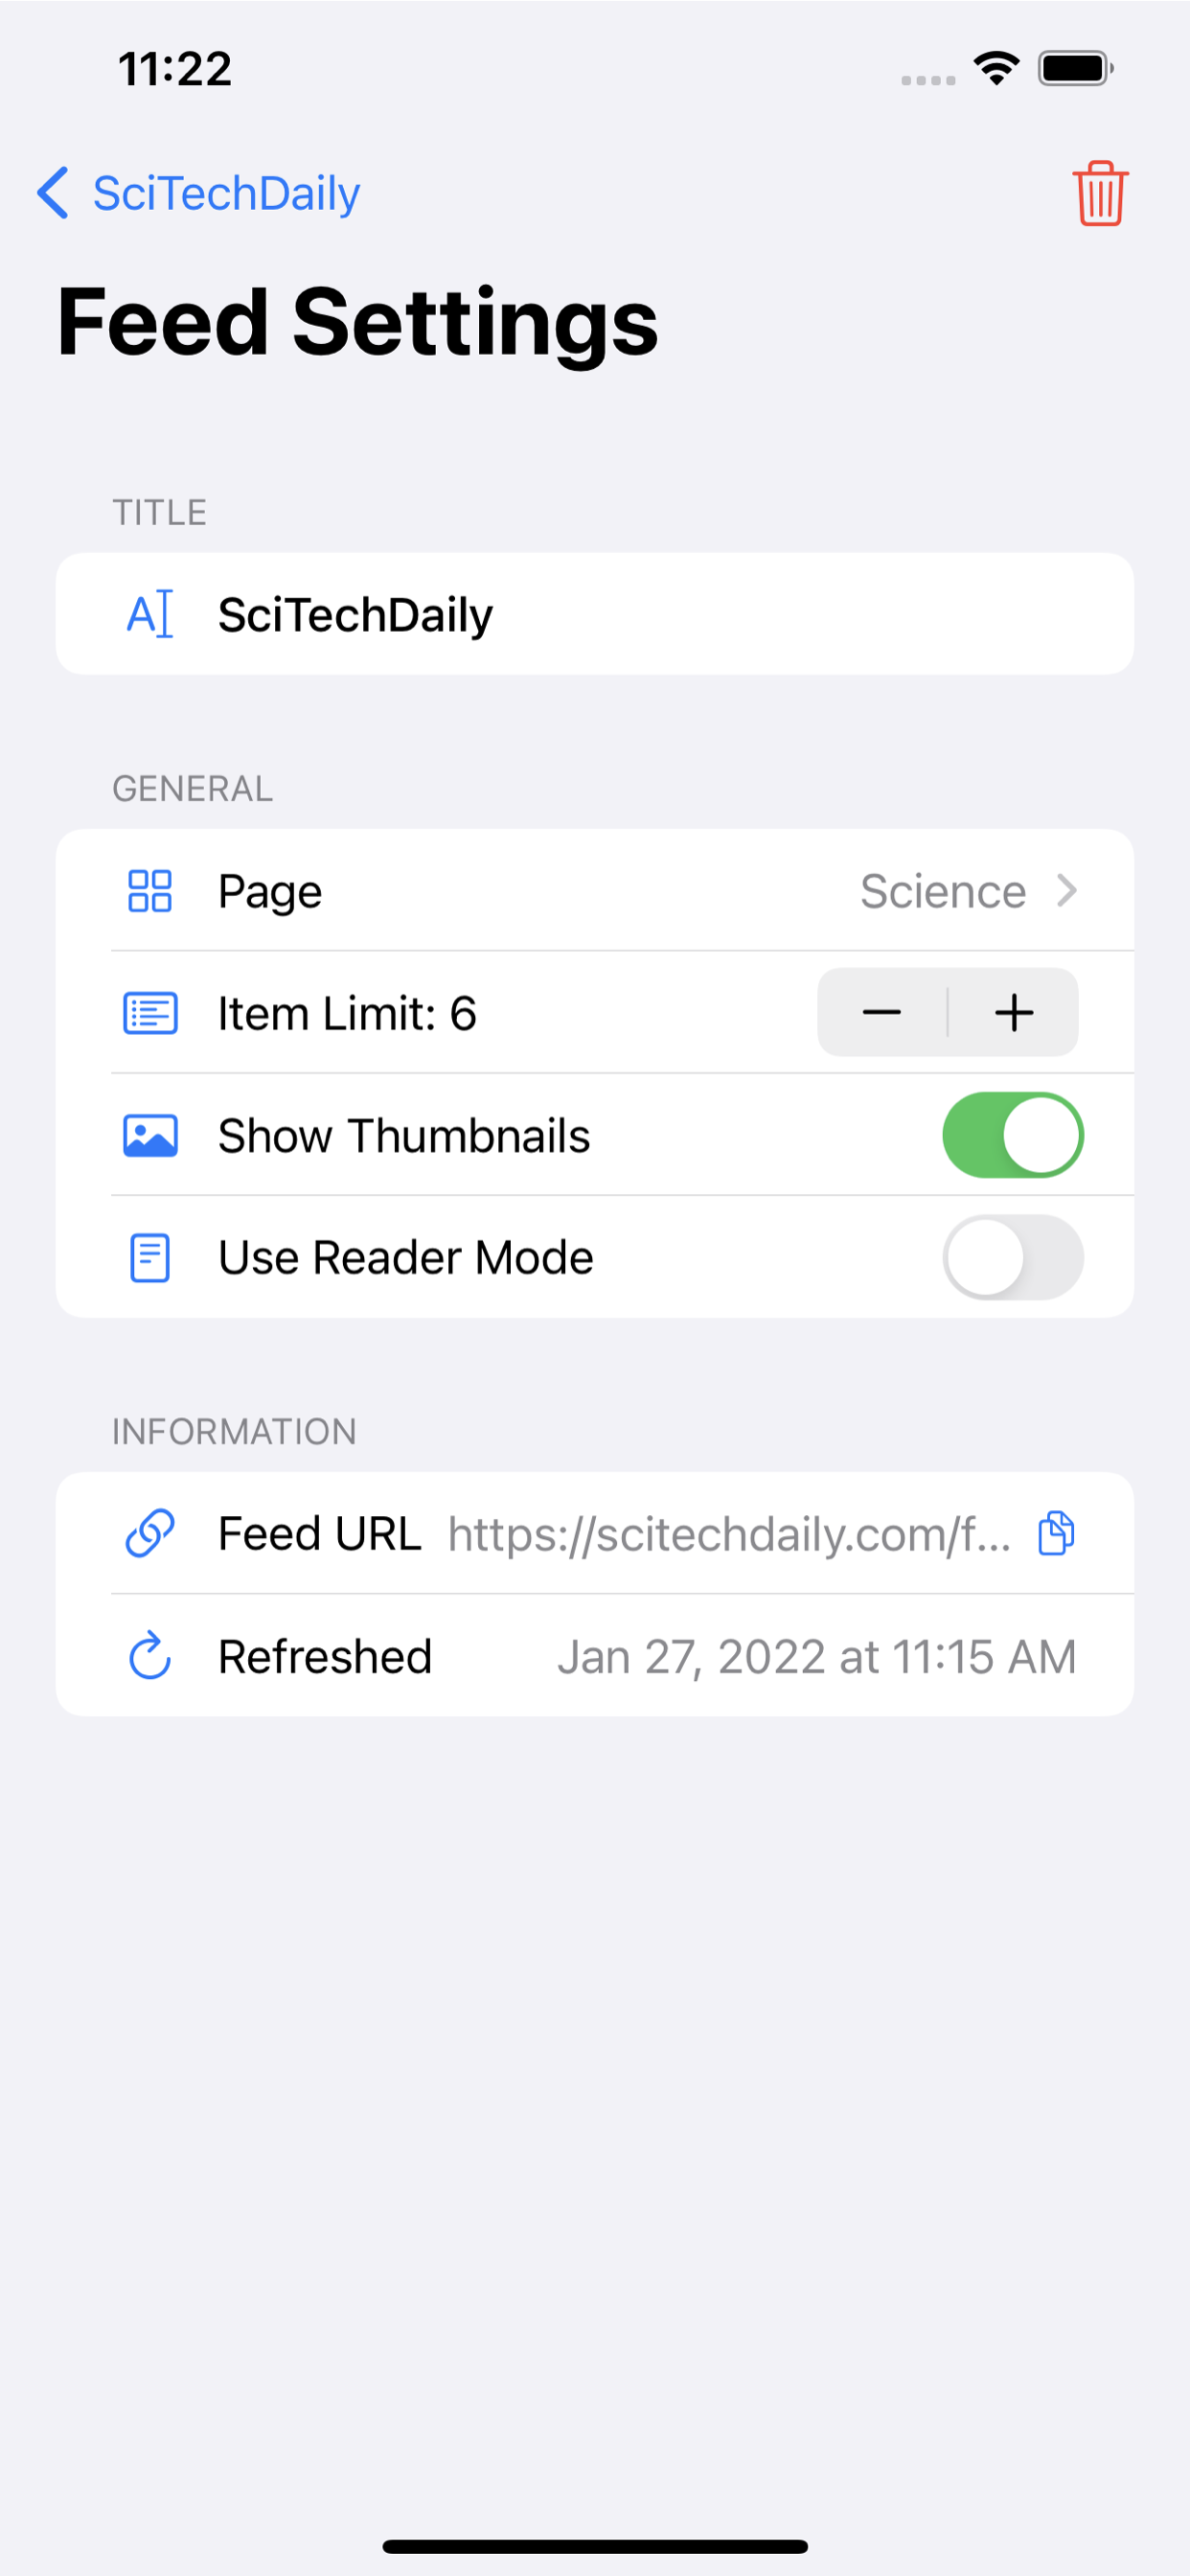 11:22
SciTechDaily
Feed Settings
TITLE
SciTechDaily
GENERAL
Page Science
Item Limit: 6
Show Thumbnails
Use Reader Mode
INFORMATION
Feed URL https://scitechdaily.com/f...
Refreshed Jan 27, 2022 at 11:15 AM